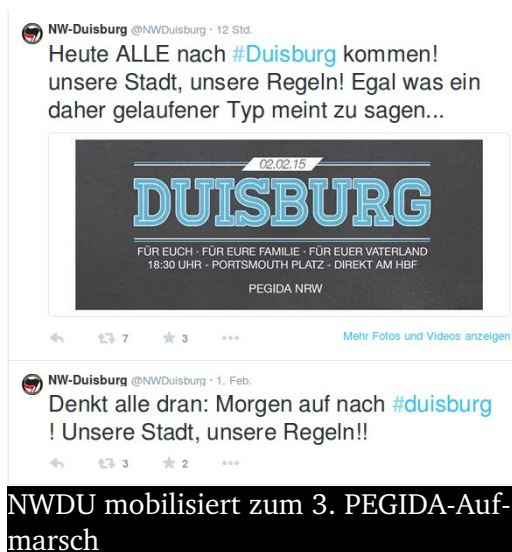 NW-Duisburg @NWDuisburg · 12 Std.
Heute ALLE nach #Duisburg kommen!
unsere Stadt, unsere Regeln! Egal was ein
daher gelaufener Typ meint zu sagen...
02.02.15
DUISBURG
FÜR EUCH · FÜR EURE FAMILIE · FÜR EUER VATERLAND
18:30 UHR - PORTSMOUTH PLATZ - DIREKT AM HBF
PEGIDA NRW
7 3 Mehr Fotos und Videos anzeigen
NW-Duisburg @NWDuisburg · 1. Feb.
Denkt alle dran: Morgen auf nach #duisburg
! Unsere Stadt, unsere Regeln!!
3 2
NWDU mobilisiert zum 3. PEGIDA-Auf-
marsch